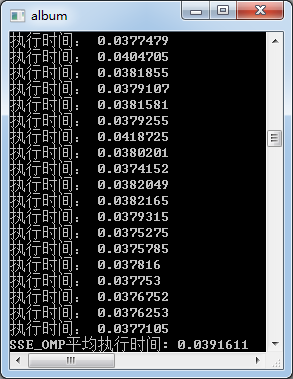 album
执行时间： 0.0377479
执行时间： 0.0404705
执行时间： 0.0381855
执行时间： 0.0379107
执行时间： 0.0381581
执行时间： 0.0379255
执行时间： 0.0418725
执行时间： 0.0380201
执行时间： 0.0374152
执行时间： 0.0382049
执行时间： 0.0382165
执行时间： 0.0379315
执行时间： 0.0375275
执行时间： 0.0375785
执行时间： 0.037816
执行时间： 0.037753
执行时间： 0.0376752
执行时间： 0.0376253
执行时间： 0.0377105
SSE_OMP平均执行时间：0.0391611